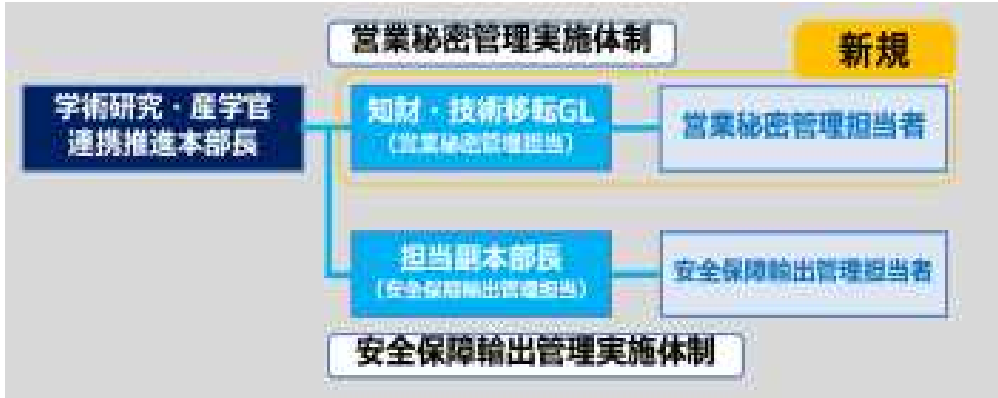 営業秘密管理実施体制
新規
学術研究・産学官
連携推進本部長
知財・技術移転GL
(営業秘密管理担当)
営業秘密管理担当者
担当副本部長
(安全保障輸出管理担当)
安全保障輸出管理担当者
安全保障輸出管理実施体制